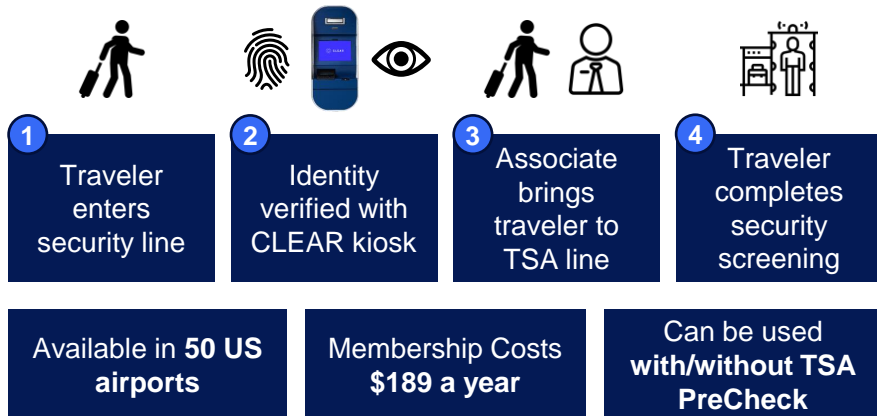 CLEAR
1
Traveler
enters
security line
2
Identity
verified with
CLEAR kiosk
3
Associate
brings
traveler to
TSA line
4
Traveler
completes
security
screening
Available in 50 US
airports
Membership Costs
$189 a year
Can be used
with/without TSA
PreCheck